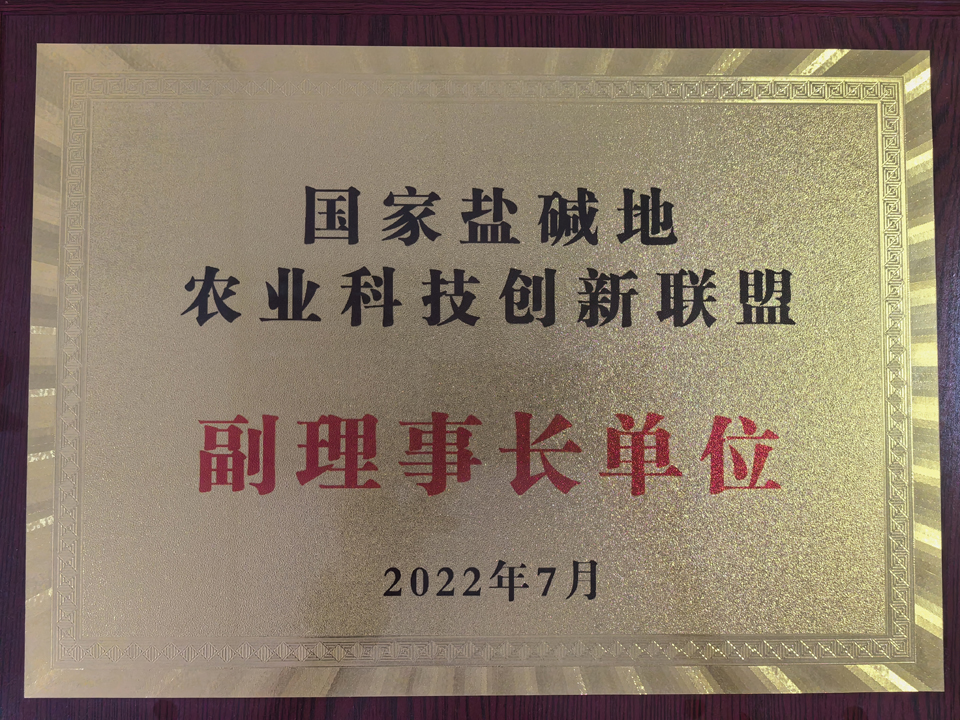 国家盐碱地
农业科技创新联盟
副理事长单位
2022年7月